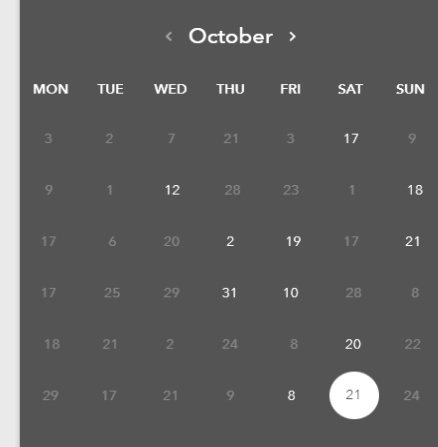 ‹ October ›
MON TUE WED THU FRI SAT SUN
3 2 7 21 3 17 9
9 1 12 28 23 1 18
17 6 20 2 19 17 21
17 25 29 31 10 28 8
18 21 2 24 8 20 22
29 17 21 9 8 21 24